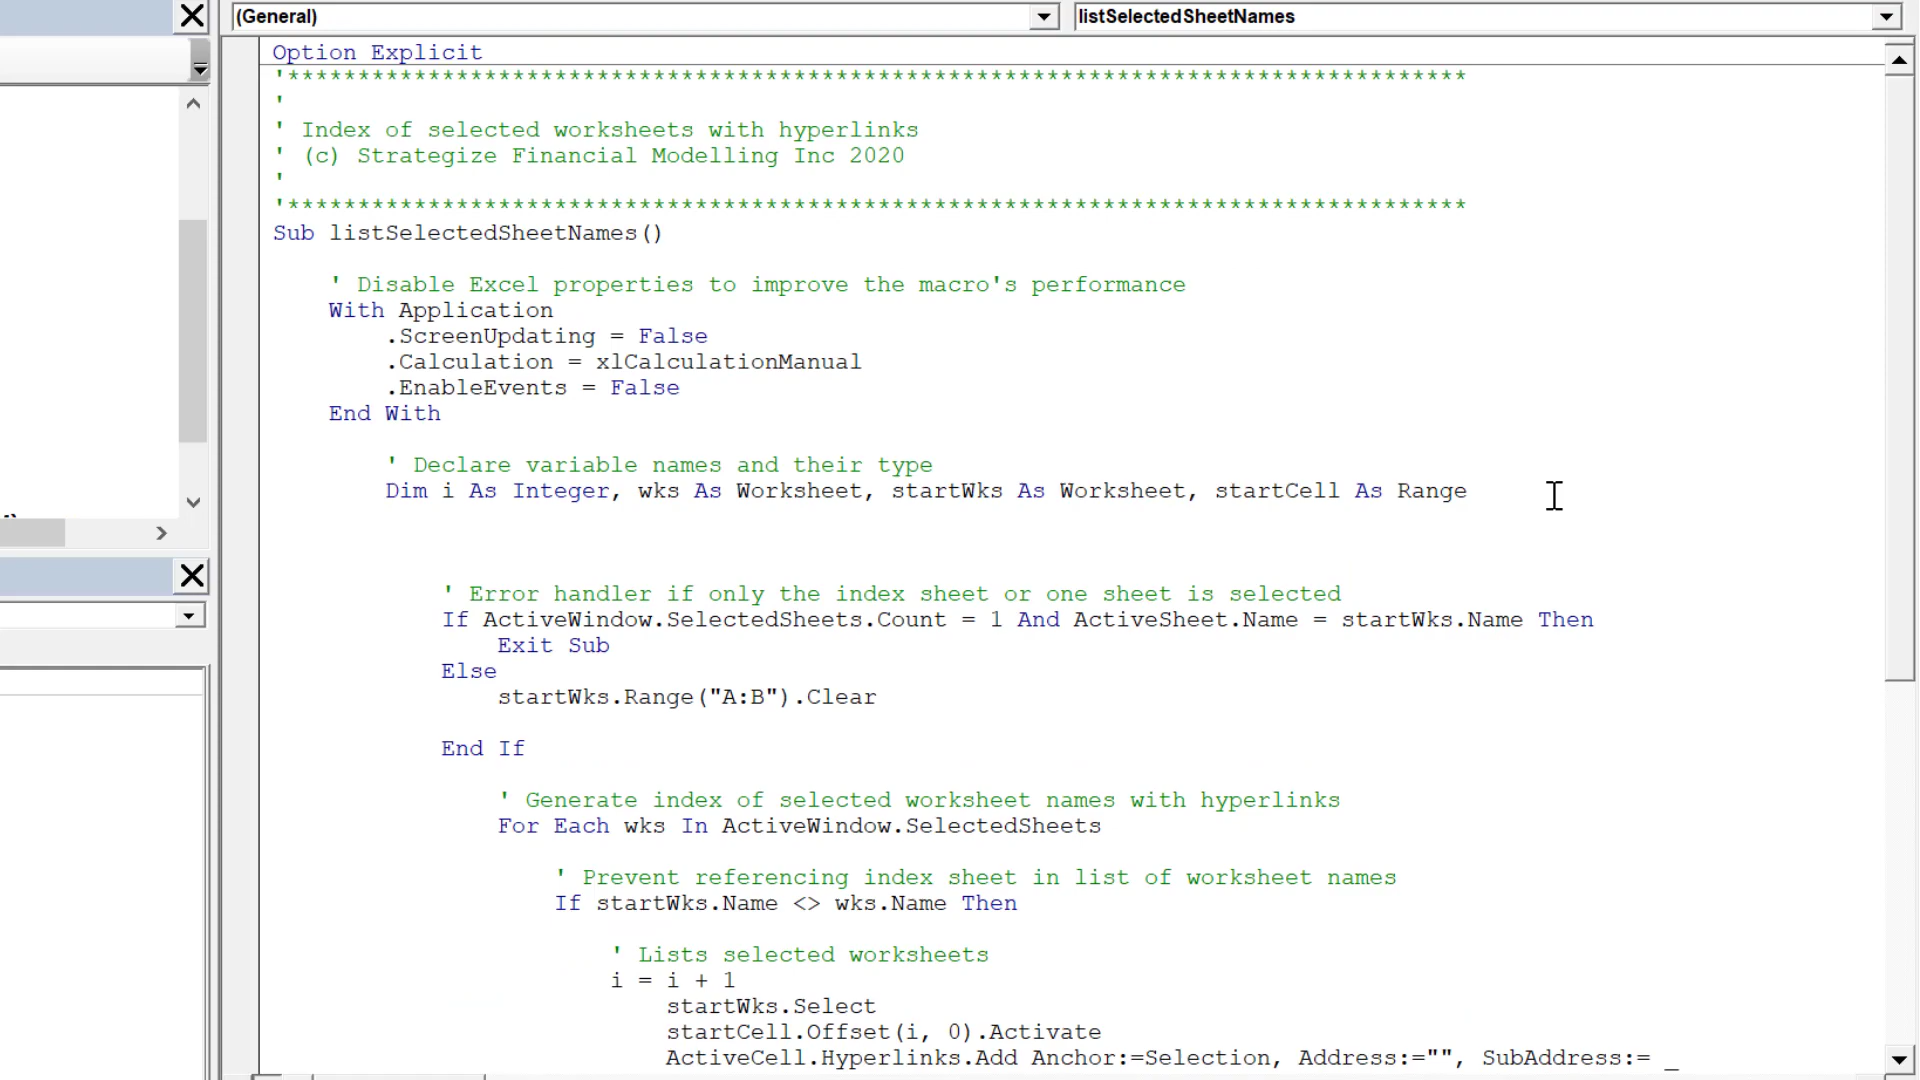 (General)
listSelectedSheetNames
Option Explicit
'************************************************************************************
'
' Index of selected worksheets with hyperlinks
' (c) Strategize Financial Modelling Inc 2020
'
'************************************************************************************
Sub listSelectedSheetNames()
' Disable Excel properties to improve the macro's performance
With Application
.ScreenUpdating = False
.Calculation = xlCalculationManual
.EnableEvents = False
End With
' Declare variable names and their type
Dim i As Integer, wks As Worksheet, startWks As Worksheet, startCell As Range
' Error handler if only the index sheet or one sheet is selected
If ActiveWindow.SelectedSheets.Count = 1 And ActiveSheet.Name = startWks.Name Then
Exit Sub
Else
startWks.Range("A:B").Clear
End If
' Generate index of selected worksheet names with hyperlinks
For Each wks In ActiveWindow.SelectedSheets
' Prevent referencing index sheet in list of worksheet names
If startWks.Name <> wks.Name Then
' Lists selected worksheets
i = i + 1
startWks.Select
startCell.Offset(i, 0).Activate
ActiveCell.Hyperlinks.Add Anchor:=Selection, Address:="", SubAddress:= _